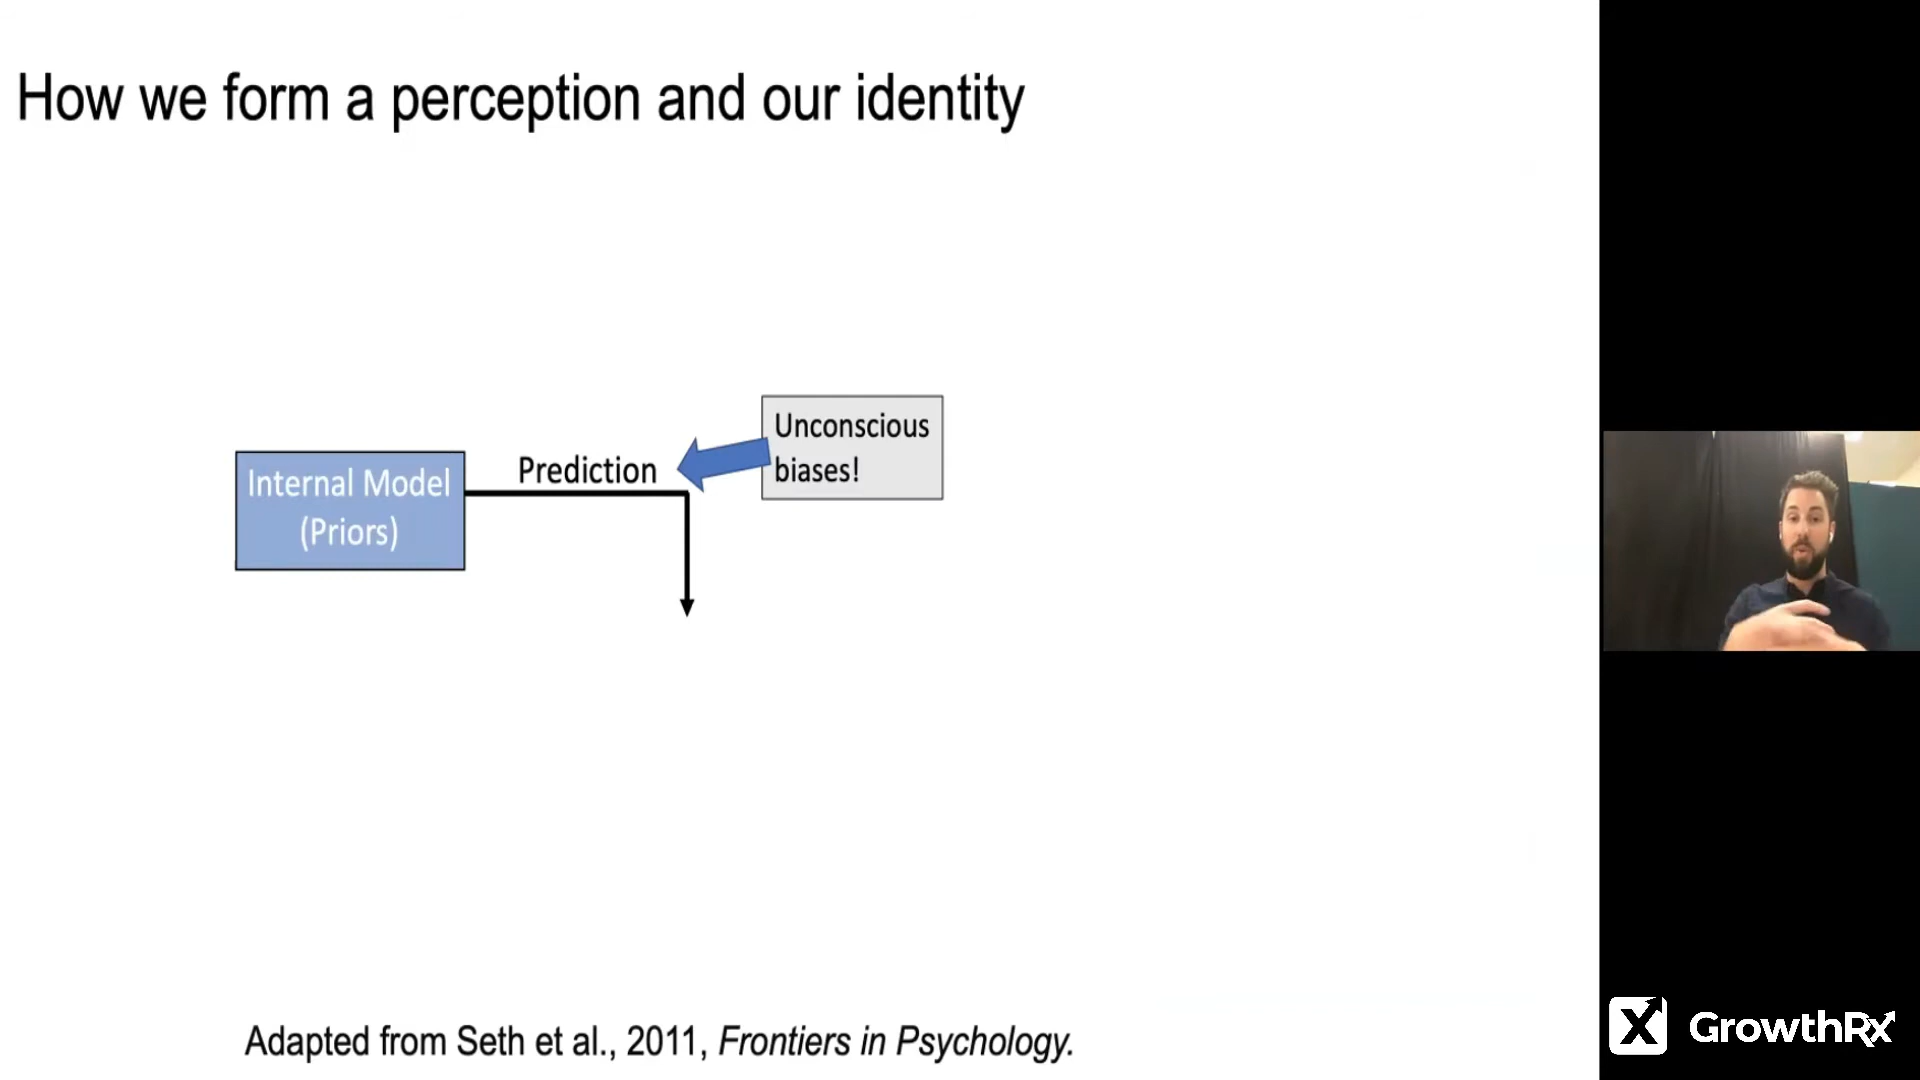 How we form a perception and our identity
Unconscious
biases!
Prediction
Internal Model
(Priors)
Adapted from Seth et al., 2011, Frontiers in Psychology.
X GrowthRx